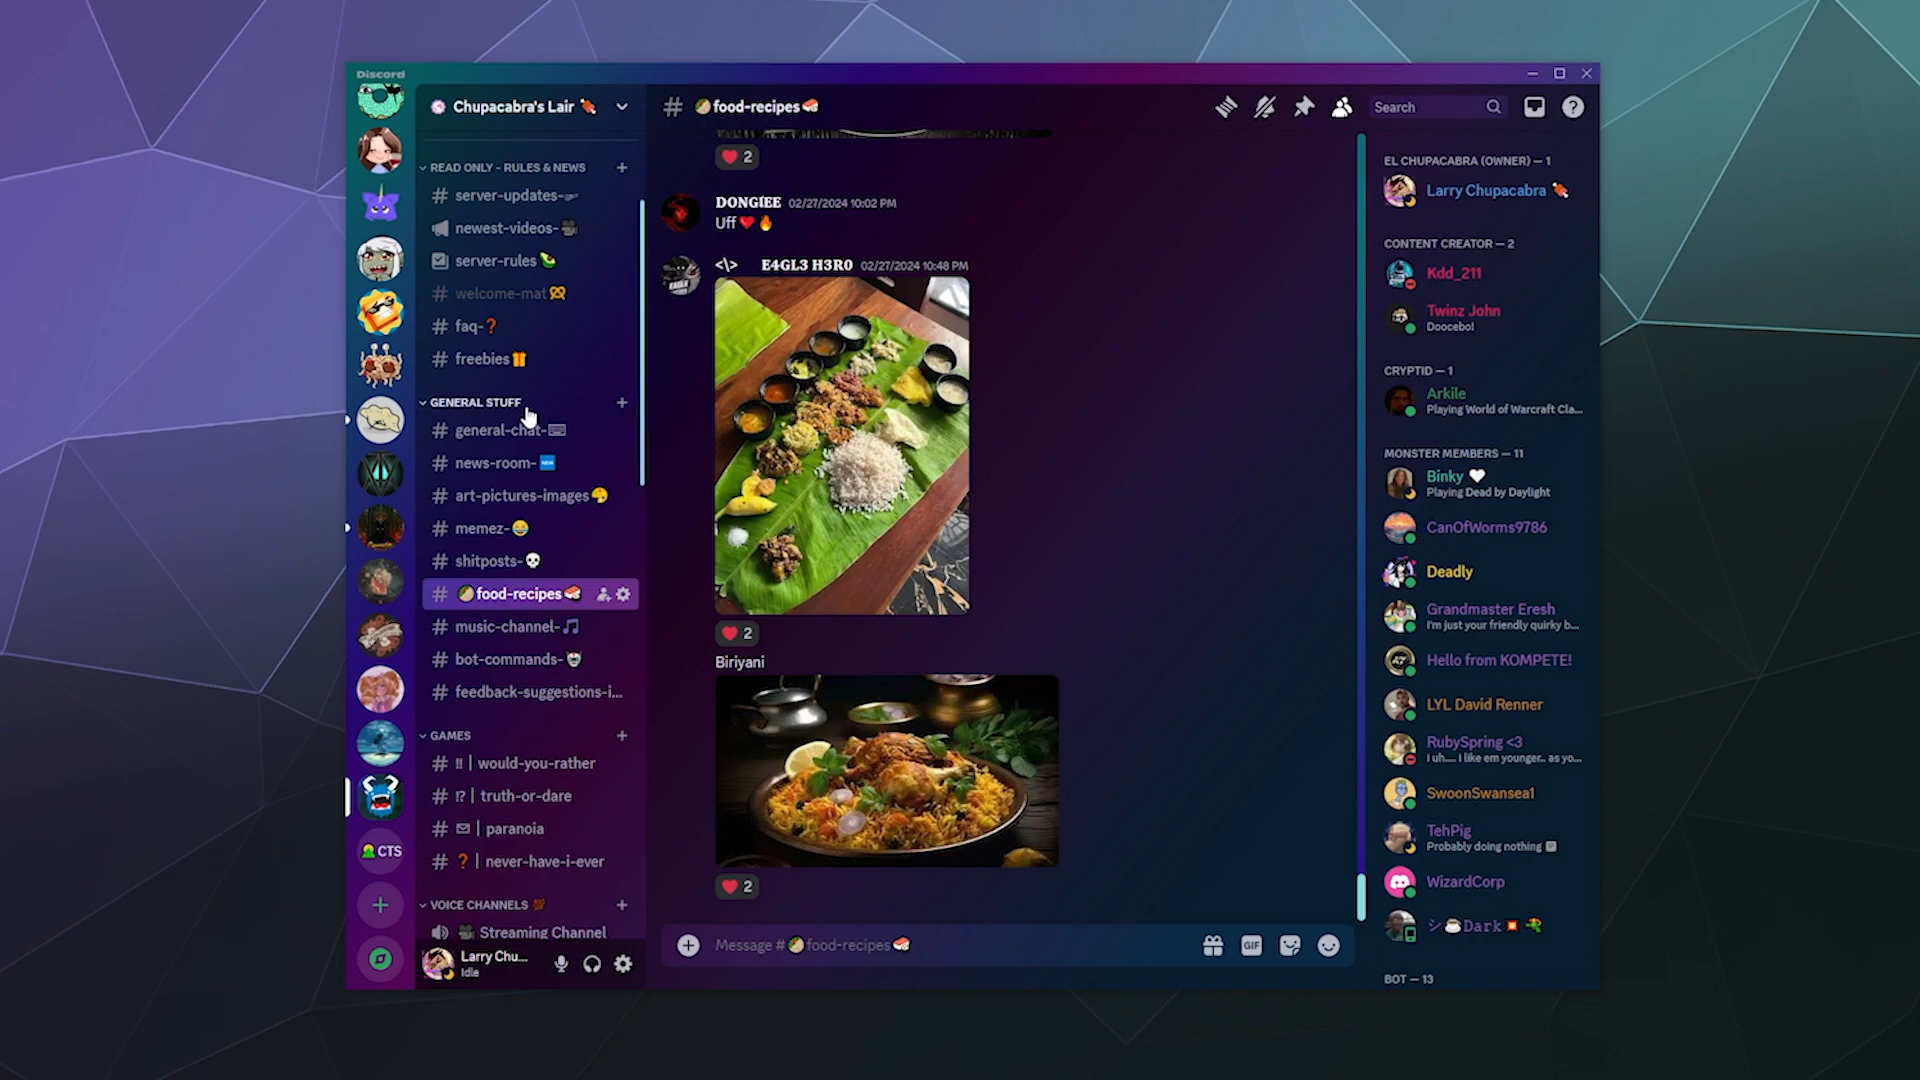 Discord
Chupacabra's Lair
READ ONLY - RULES & NEWS
server-updates-
newest-videos-
server-rules
welcome-mat
faq-
freebies
GENERAL STUFF
general-chat-
news-room-
art-pictures-images
memez-
shitposts-
food-recipes
music-channel-
bot-commands-
feedback-suggestions-i...
GAMES
!! | would-you-rather
!? | truth-or-dare
| paranoia
? | never-have-i-ever
VOICE CHANNELS
Streaming Channel
CTS
Larry Chu...
Idle
# food-recipes
Search
2
DONGIEE 02/27/2024 10:02 PM
Uff
<\> E4GL3 H3R0 02/27/2024 10:48 PM
2
Biriyani
2
Message # food-recipes
GIF
EL CHUPACABRA (OWNER) — 1
Larry Chupacabra
CONTENT CREATOR — 2
Kdd_211
Twinz John
Doocebo!
CRYPTID — 1
Arkile
Playing World of Warcraft Cla...
MONSTER MEMBERS — 11
Binky
Playing Dead by Daylight
CanOfWorms9786
Deadly
Grandmaster Eresh
I'm just your friendly quirky b...
Hello from KOMPETE!
LYL David Renner
RubySpring <3
I uh.... i like em younger.. as yo...
SwoonSwansea1
TehPig
Probably doing nothing
WizardCorp
シ Dark
BOT — 13